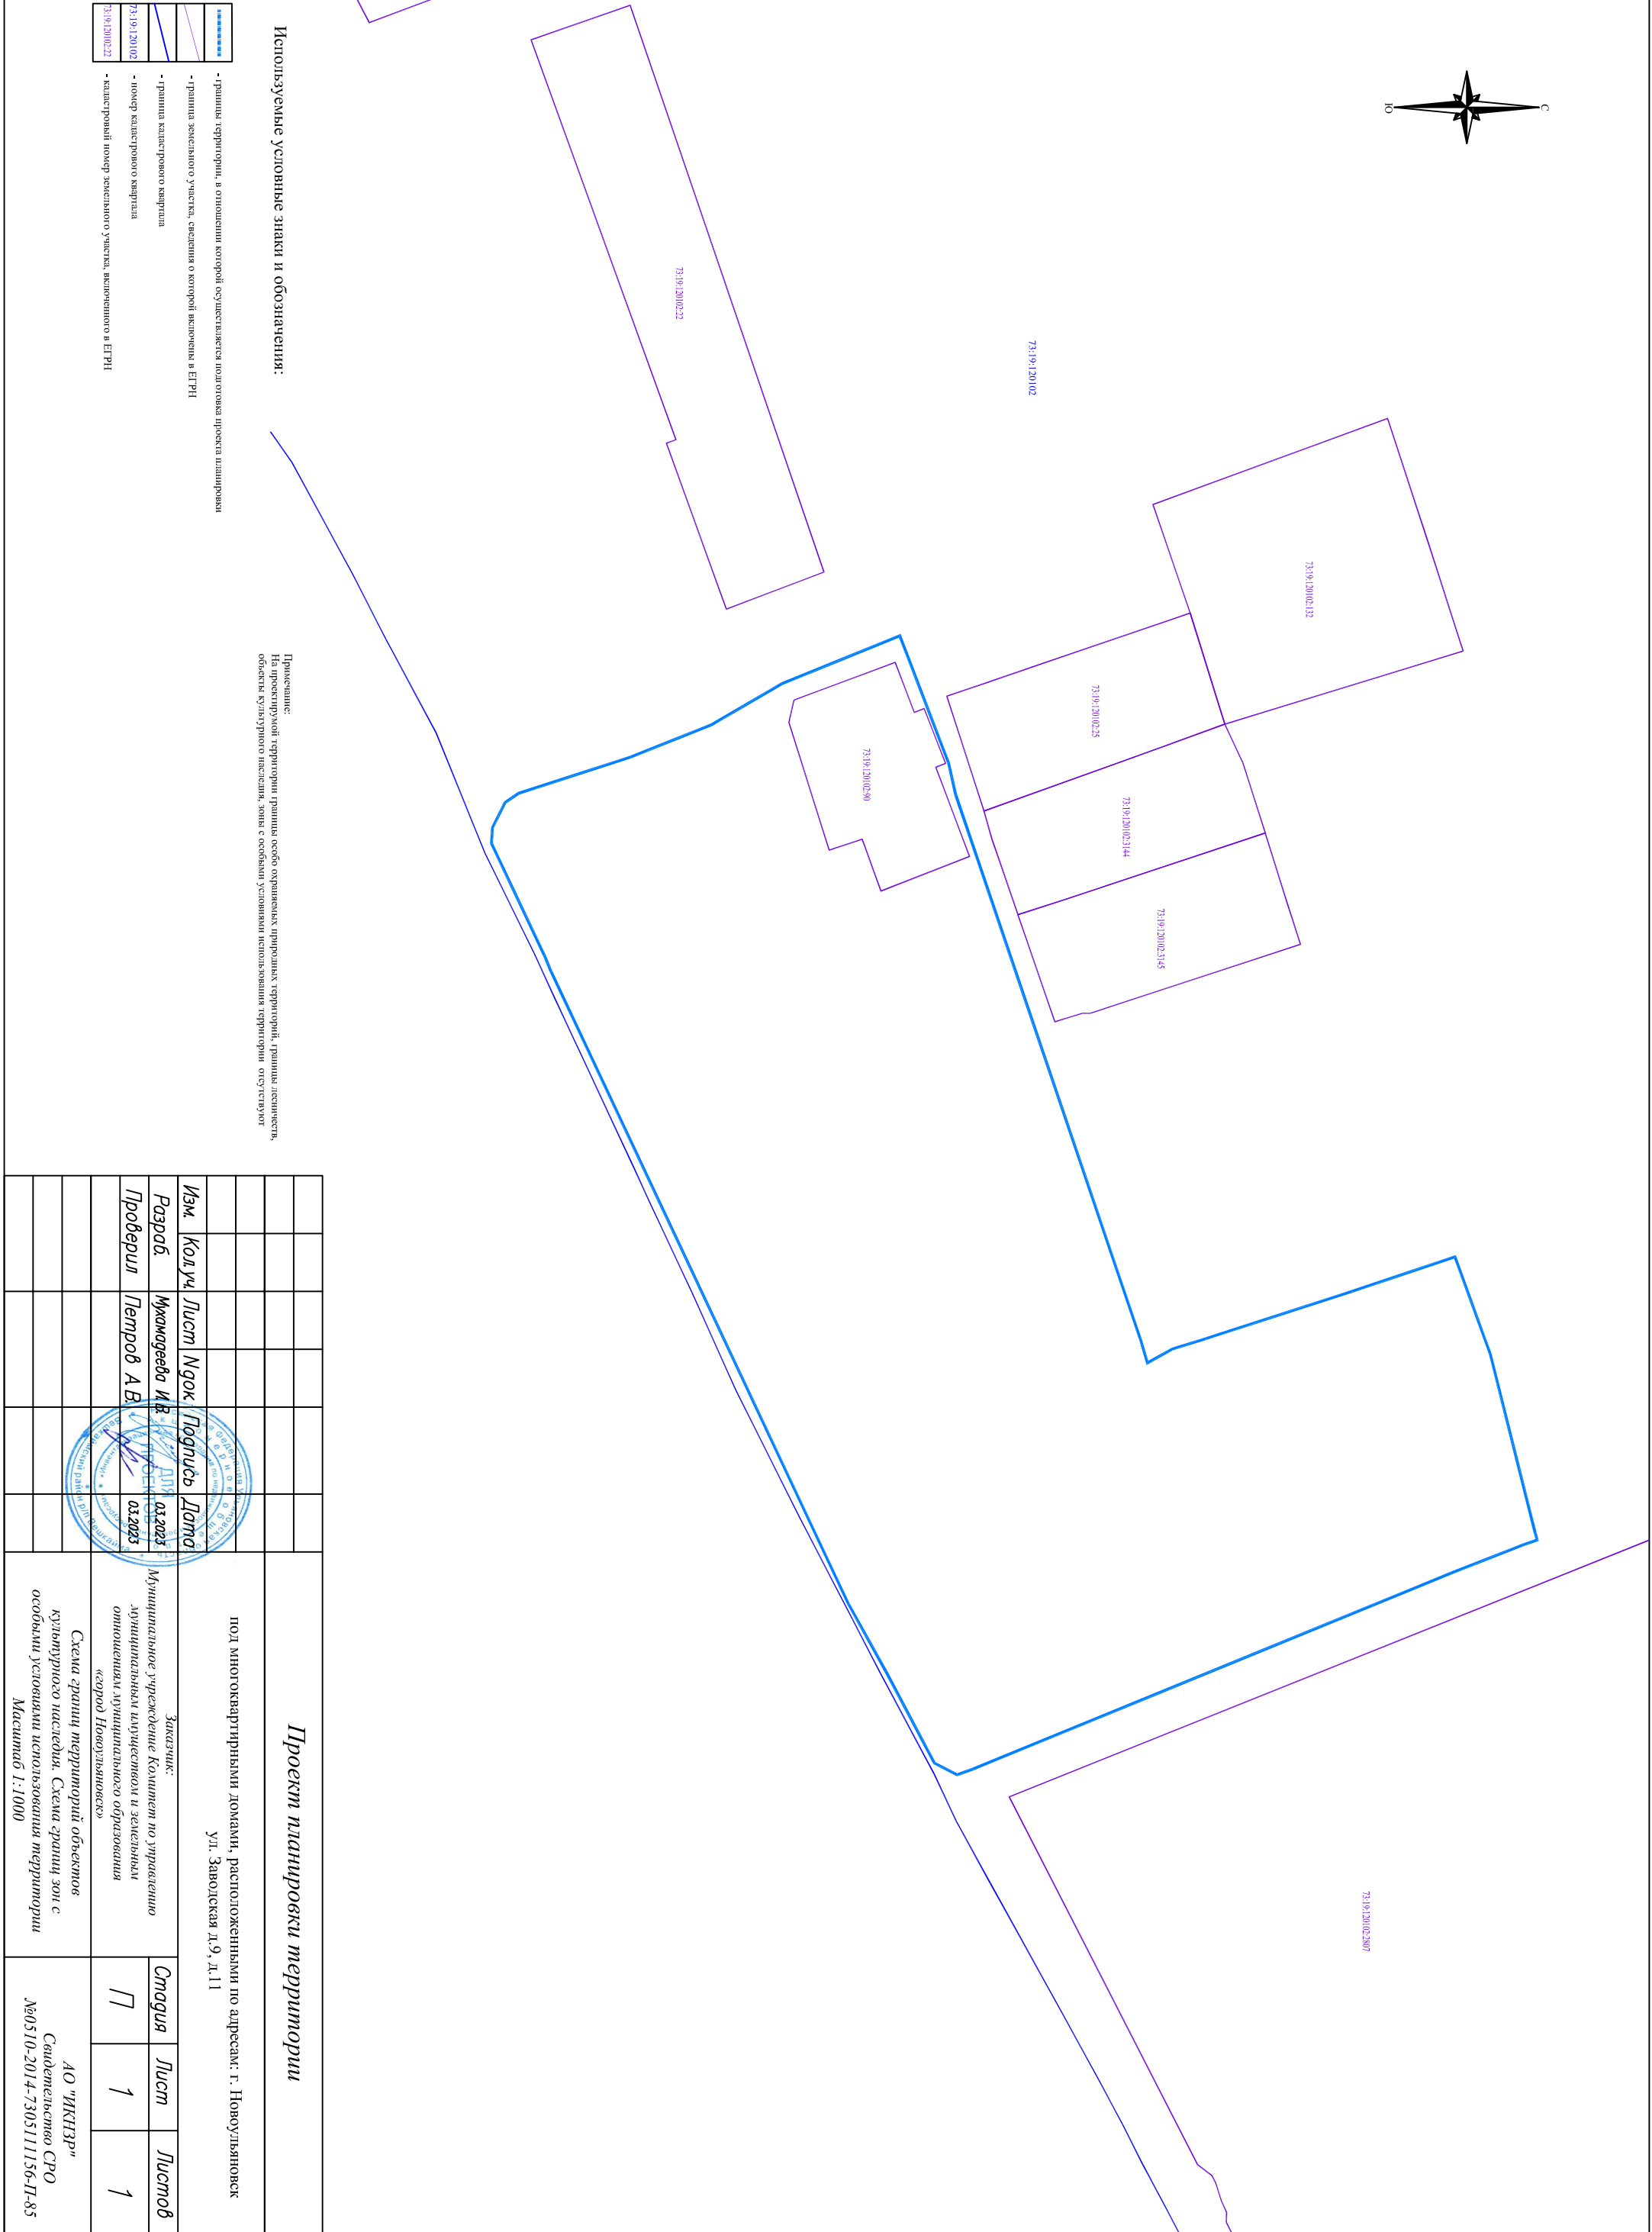 С
Ю
73:19:120102
73:19:120102:132
73:19:120102:22
73:19:120102:25
73:19:120102:3144
73:19:120102:3145
73:19:120102:90
73:19:120102:2807
Используемые условные знаки и обозначения:
- границы территории, в отношении которой осуществляется подготовка проекта планировки
- граница земельного участка, сведения о которой включены в ЕГРН
- граница кадастрового квартала
73:19:120102 - номер кадастрового квартала
73:19:120102:22 - кадастровый номер земельного участка, включенного в ЕГРН
Примечание:
На проектируемой территории границы особо охраняемых природных территорий, границы лесничеств,
объекты культурного наследия, зоны с особыми условиями использования территории отсутствуют
Проект планировки территории
под многоквартирными домами, расположенными по адресам: г. Новоульяновск
ул. Заводская д.9, д.11
Изм. Кол.уч. Лист Nдок. Подпись Дата
Разраб. Мухамадеева И.В. 03.2023
Проверил Петров А.В. 03.2023
ДЛЯ
ПРОЕКТОВ
Заказчик:
Муниципальное учреждение Комитет по управлению
муниципальным имуществом и земельным
отношениям муниципального образования
«город Новоульяновск»
Стадия Лист Листов
П 1 1
Схема границ территорий объектов
культурного наследия. Схема границ зон с
особыми условиями использования территории
Масштаб 1:1000
АО "ИКНЗР"
Свидетельство СРО
№0510-2014-7305111156-П-85